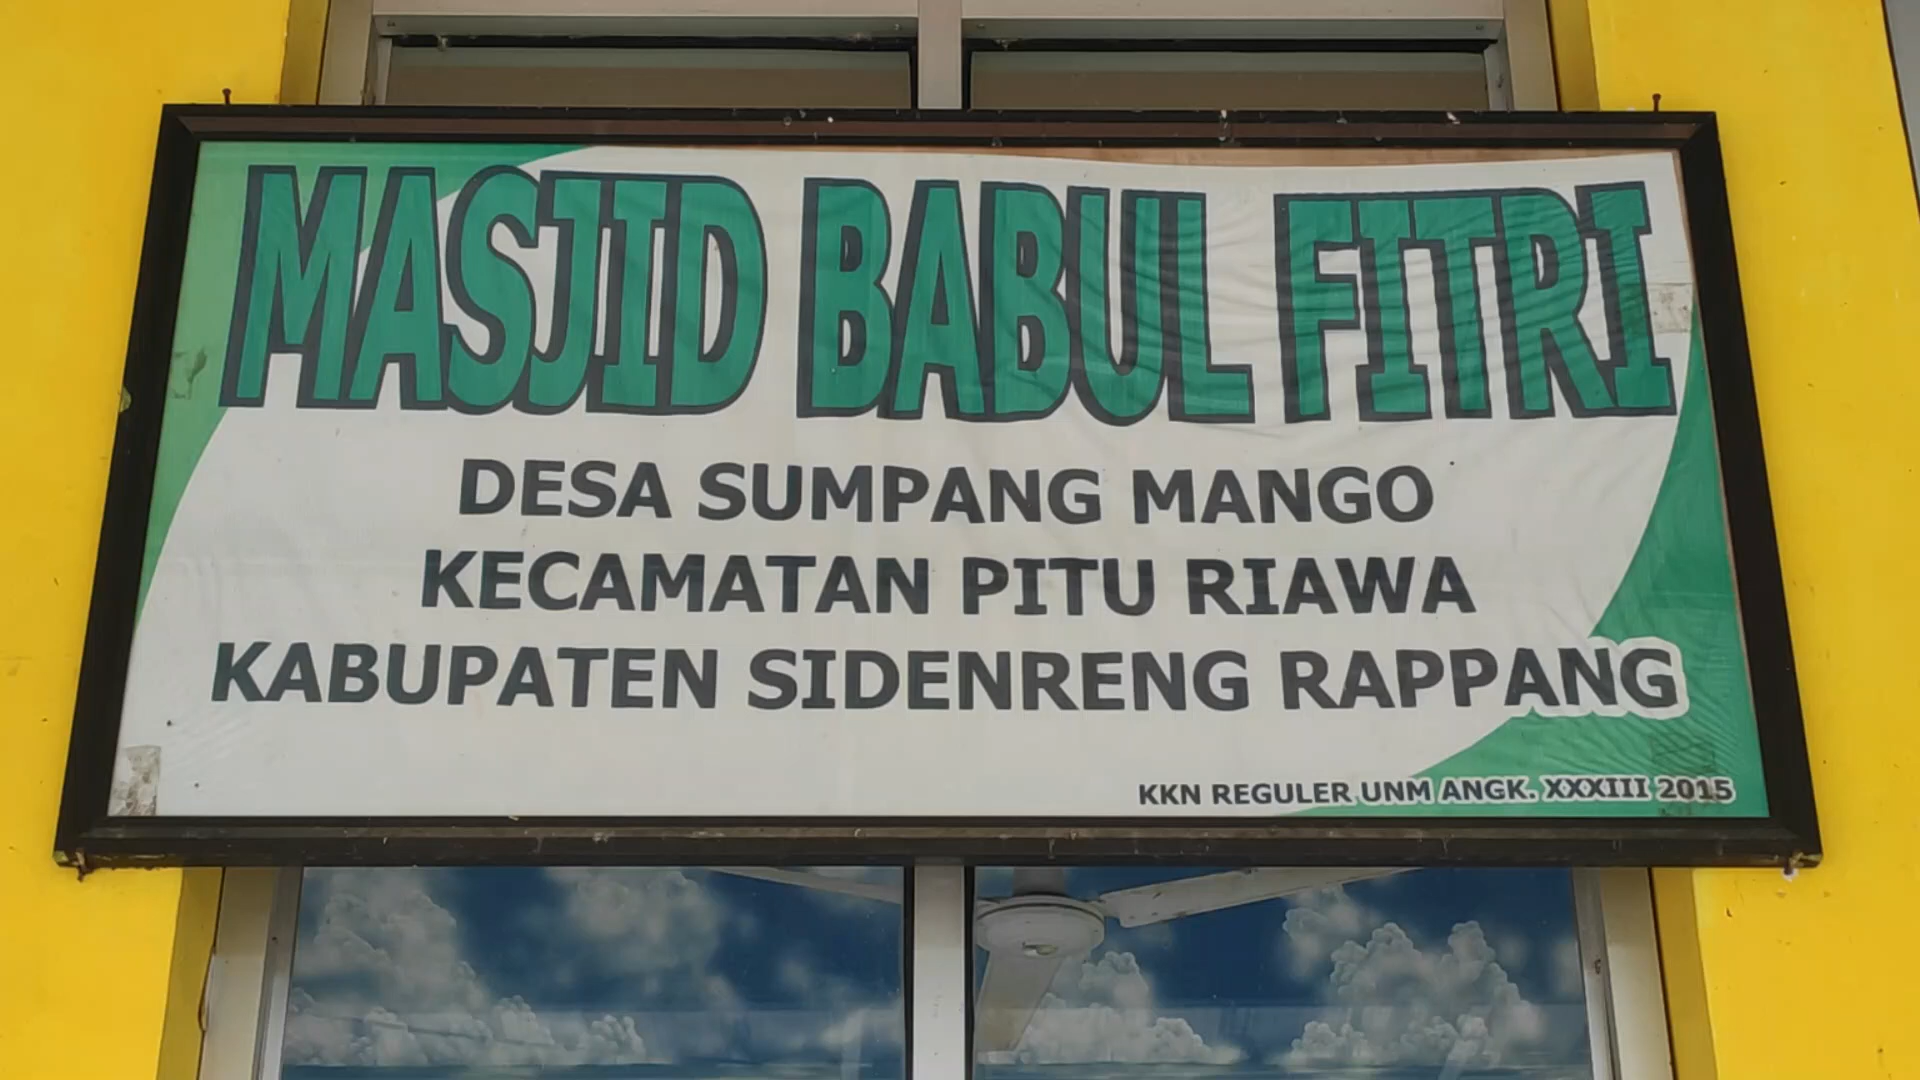 MASJID BABUL FITRI
DESA SUMPANG MANGO
KECAMATAN PITU RIAWA
KABUPATEN SIDENRENG RAPPANG
KKN REGULER UNM ANGK. XXXIII 2015